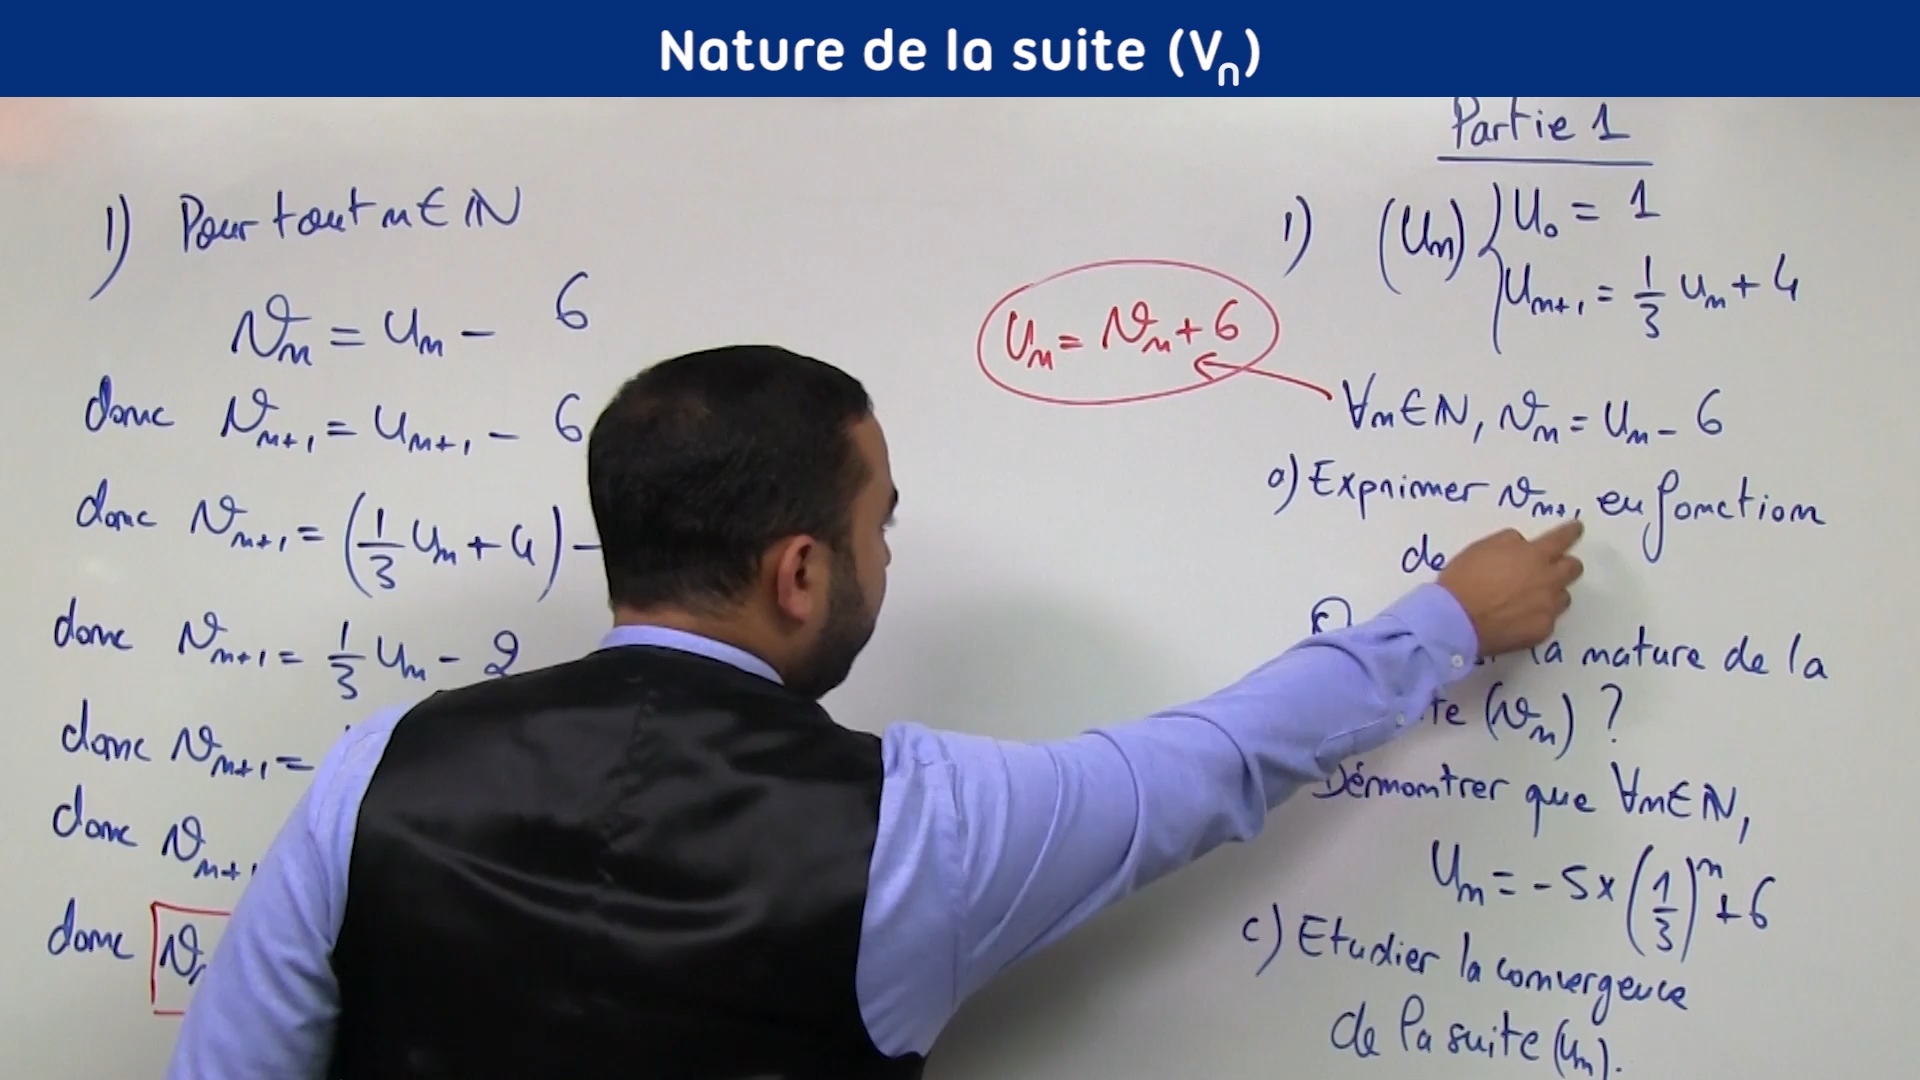 Nature de la suite (Vn)
1) Pour tout n ∈ ℕ
vn = un - 6
donc vn+1 = un+1 - 6
donc vn+1 = (1/3 un + 4) -
donc vn+1 = 1/3 un - 2
donc vn+1 =
donc vn+1
donc
un = vn + 6
Partie 1
1) (un) { u0 = 1
un+1 = 1/3 un + 4
∀n ∈ ℕ, vn = un - 6
a) Exprimer vn+1 en fonction
de
la nature de la
(vn) ?
Démontrer que ∀n ∈ ℕ,
un = -5 × (1/3)^n + 6
c) Etudier la convergence
de la suite (un).